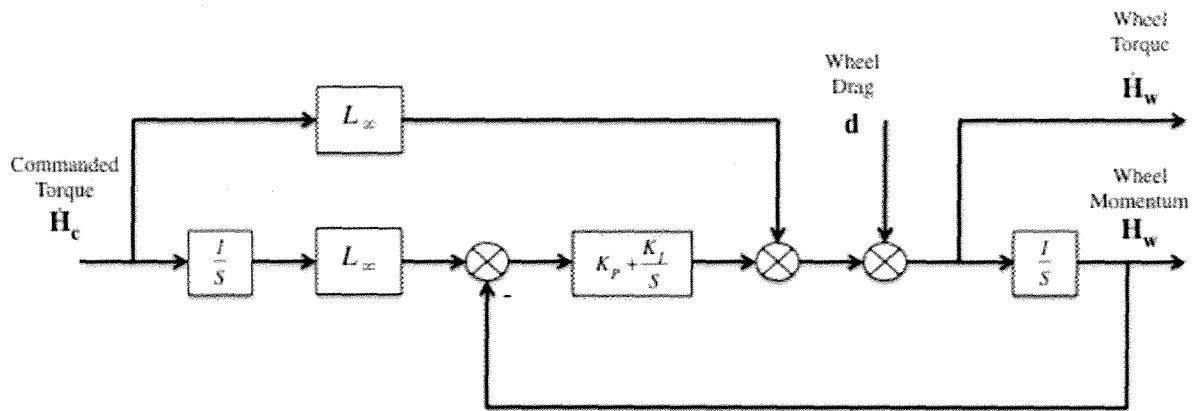 Wheel
Torque
Ḣw
Wheel
Drag
d
L∞
Commanded
Torque
Ḣc
Wheel
Momentum
Hw
1/S
L∞
-
KP + KI/S
1/S